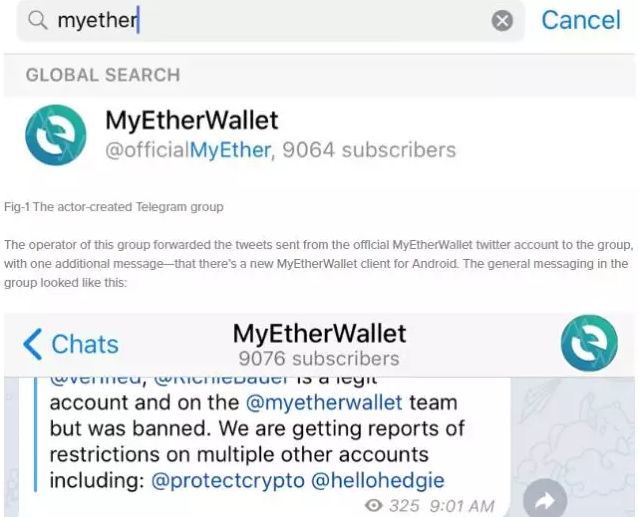 myether
Cancel
GLOBAL SEARCH
MyEtherWallet
@officialMyEther, 9064 subscribers
Fig-1 The actor-created Telegram group
The operator of this group forwarded the tweets sent from the official MyEtherWallet twitter account to the group,
with one additional message—that there's a new MyEtherWallet client for Android. The general messaging in the
group looked like this:
Chats
MyEtherWallet
9076 subscribers
@verified, @RichieBauer is a legit
account and on the @myetherwallet team
but was banned. We are getting reports of
restrictions on multiple other accounts
including: @protectcrypto @hellohedgie
325 9:01 AM